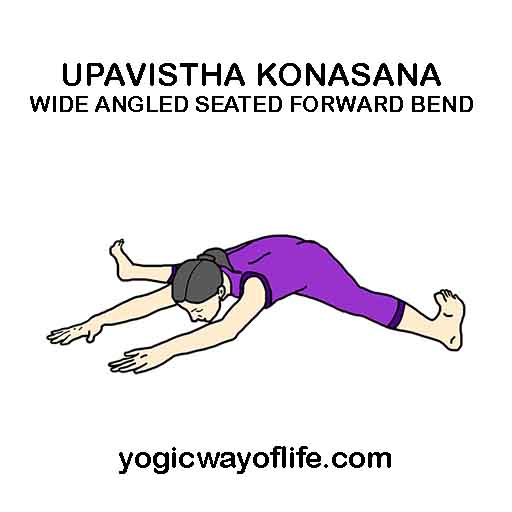 UPAVISTHA KONASANA
WIDE ANGLED SEATED FORWARD BEND
yogicwayoflife.com